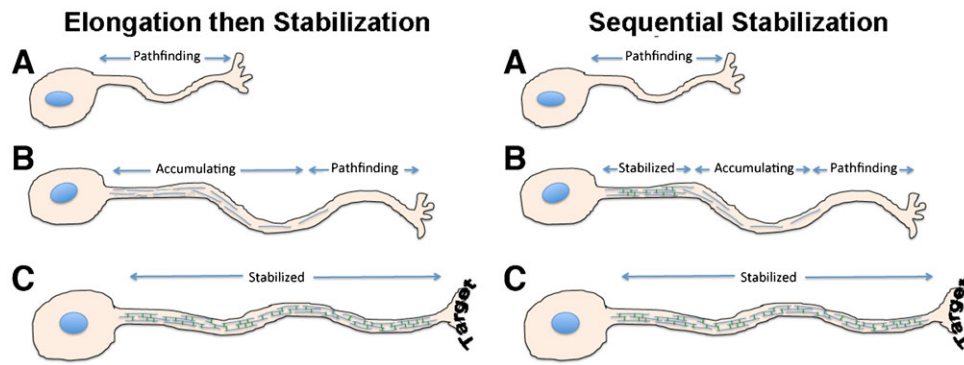 Elongation then Stabilization
A
Pathfinding
B
Accumulating
Pathfinding
C
Stabilized
Target
Sequential Stabilization
A
Pathfinding
B
Stabilized
Accumulating
Pathfinding
C
Stabilized
Target